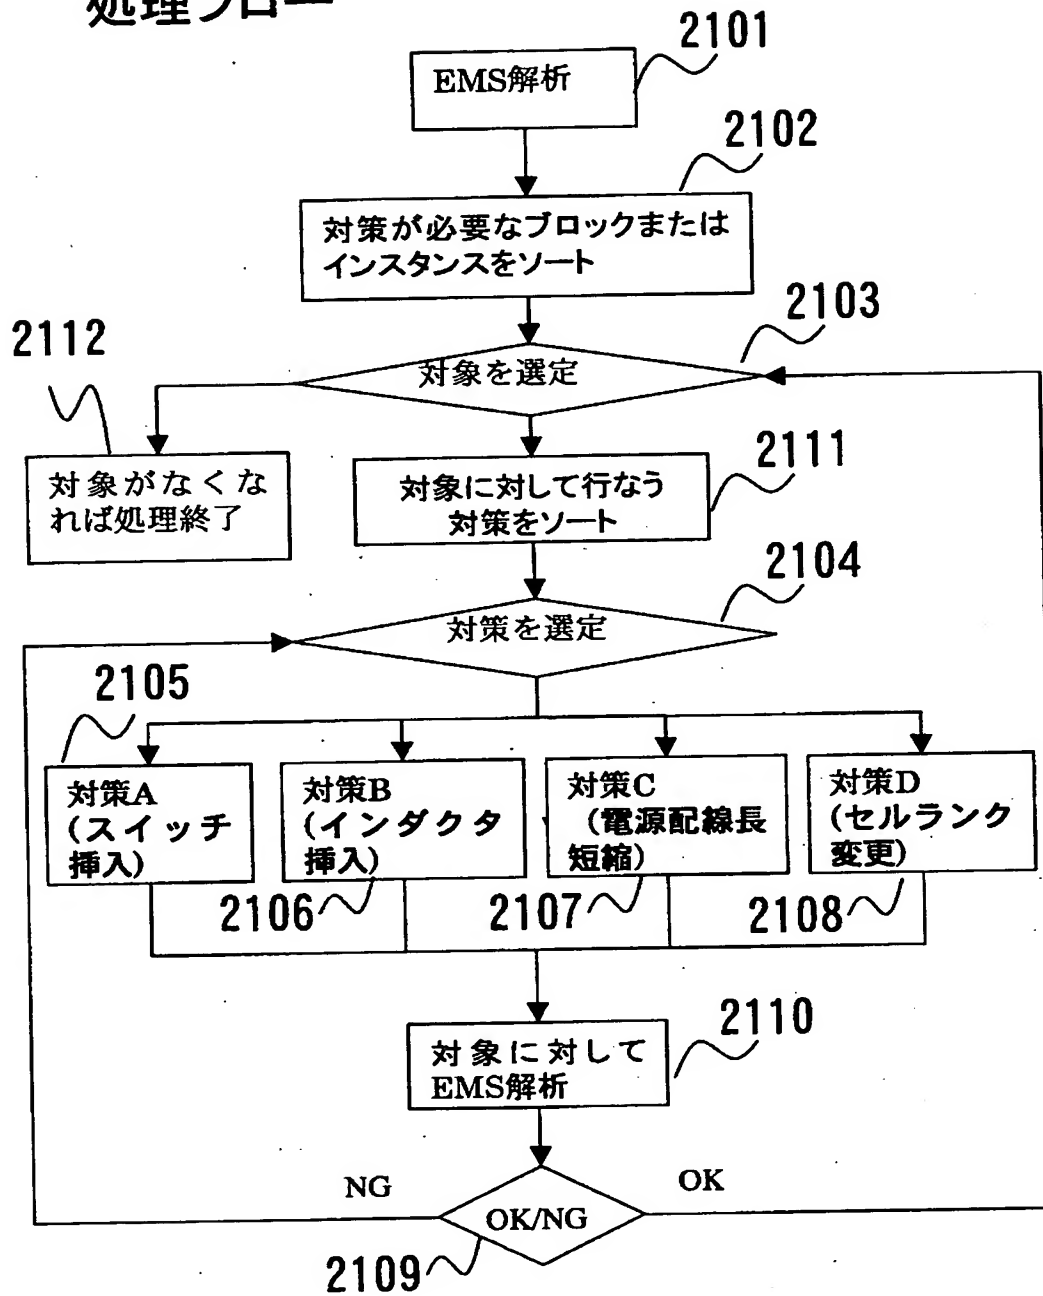 処理フロー
2101
EMS解析
2102
対策が必要なブロックまたは
インスタンスをソート
2103
2112
対象を選定
対象がなくな
れば処理終了
2111
対象に対して行なう
対策をソート
2104
対策を選定
2105
対策A
(スイッチ
挿入)
対策B
(インダクタ
挿入)
対策C
(電源配線長
短縮)
対策D
(セルランク
変更)
2106
2107
2108
2110
対象に対して
EMS解析
NG
OK
OK/NG
2109